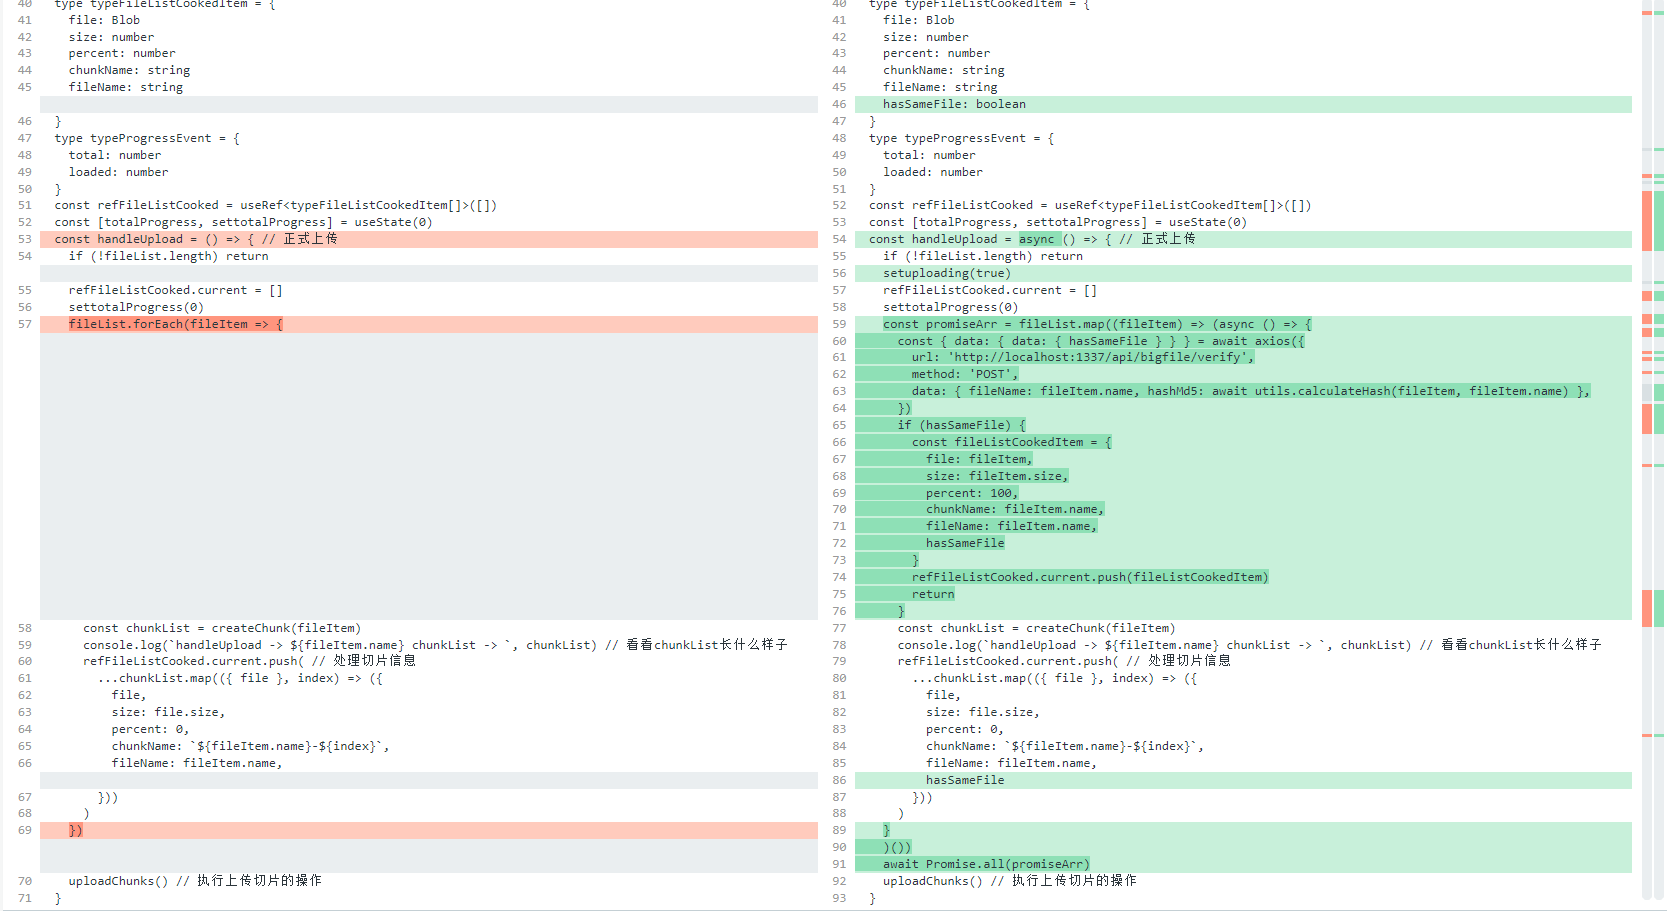 40 type typeFileListCookedItem = {
41 file: Blob
42 size: number
43 percent: number
44 chunkName: string
45 fileName: string
46 }
47 type typeProgressEvent = {
48 total: number
49 loaded: number
50 }
51 const refFileListCooked = useRef<typeFileListCookedItem[]>([])
52 const [totalProgress, settotalProgress] = useState(0)
53 const handleUpload = () => { // 正式上传
54 if (!fileList.length) return
55 refFileListCooked.current = []
56 settotalProgress(0)
57 fileList.forEach(fileItem => {
58 const chunkList = createChunk(fileItem)
59 console.log(`handleUpload -> ${fileItem.name} chunkList -> `, chunkList) // 看看chunkList长什么样子
60 refFileListCooked.current.push( // 处理切片信息
61 ...chunkList.map(({ file }, index) => ({
62 file,
63 size: file.size,
64 percent: 0,
65 chunkName: `${fileItem.name}-${index}`,
66 fileName: fileItem.name,
67 }))
68 )
69 })
70 uploadChunks() // 执行上传切片的操作
71 }
40 type typeFileListCookedItem = {
41 file: Blob
42 size: number
43 percent: number
44 chunkName: string
45 fileName: string
46 hasSameFile: boolean
47 }
48 type typeProgressEvent = {
49 total: number
50 loaded: number
51 }
52 const refFileListCooked = useRef<typeFileListCookedItem[]>([])
53 const [totalProgress, settotalProgress] = useState(0)
54 const handleUpload = async () => { // 正式上传
55 if (!fileList.length) return
56 setuploading(true)
57 refFileListCooked.current = []
58 settotalProgress(0)
59 const promiseArr = fileList.map((fileItem) => (async () => {
60 const { data: { data: { hasSameFile } } } = await axios({
61 url: 'http://localhost:1337/api/bigfile/verify',
62 method: 'POST',
63 data: { fileName: fileItem.name, hashMd5: await utils.calculateHash(fileItem, fileItem.name) },
64 })
65 if (hasSameFile) {
66 const fileListCookedItem = {
67 file: fileItem,
68 size: fileItem.size,
69 percent: 100,
70 chunkName: fileItem.name,
71 fileName: fileItem.name,
72 hasSameFile
73 }
74 refFileListCooked.current.push(fileListCookedItem)
75 return
76 }
77 const chunkList = createChunk(fileItem)
78 console.log(`handleUpload -> ${fileItem.name} chunkList -> `, chunkList) // 看看chunkList长什么样子
79 refFileListCooked.current.push( // 处理切片信息
80 ...chunkList.map(({ file }, index) => ({
81 file,
82 size: file.size,
83 percent: 0,
84 chunkName: `${fileItem.name}-${index}`,
85 fileName: fileItem.name,
86 hasSameFile
87 }))
88 )
89 }
90 )())
91 await Promise.all(promiseArr)
92 uploadChunks() // 执行上传切片的操作
93 }